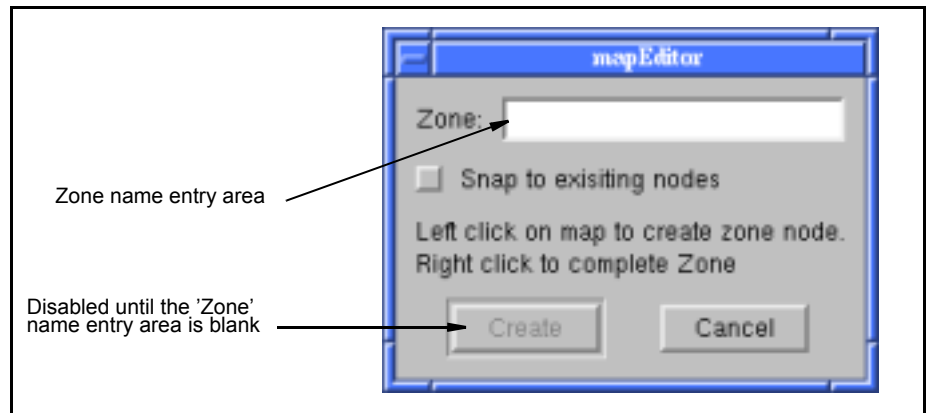 mapEditor
Zone:
Zone name entry area
Snap to exisiting nodes
Left click on map to create zone node.
Right click to complete Zone
Disabled until the ’Zone’
name entry area is blank
Create
Cancel